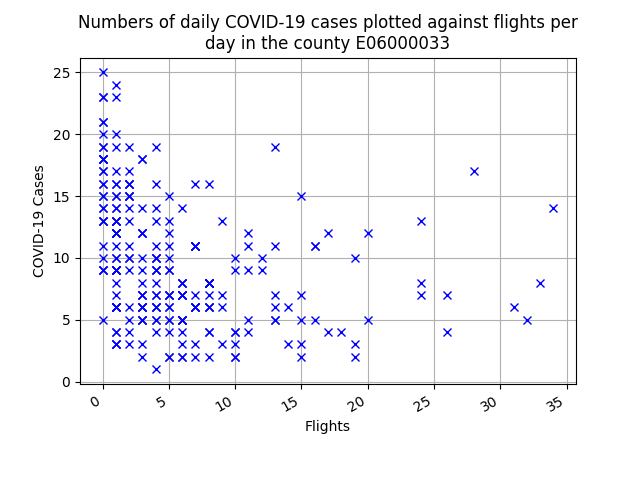 Numbers of daily COVID-19 cases plotted against flights per
day in the county E06000033
25
20
15
10
5
0
COVID-19 Cases
0 5 10 15 20 25 30 35
Flights